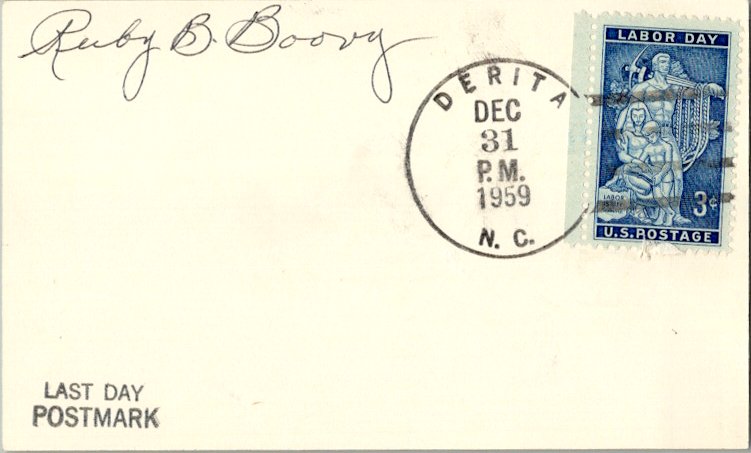 Ruby B. Boovy
LABOR DAY
DERITA
DEC
31
P.M.
1959
N. C.
3¢
U.S. POSTAGE
LAST DAY
POSTMARK